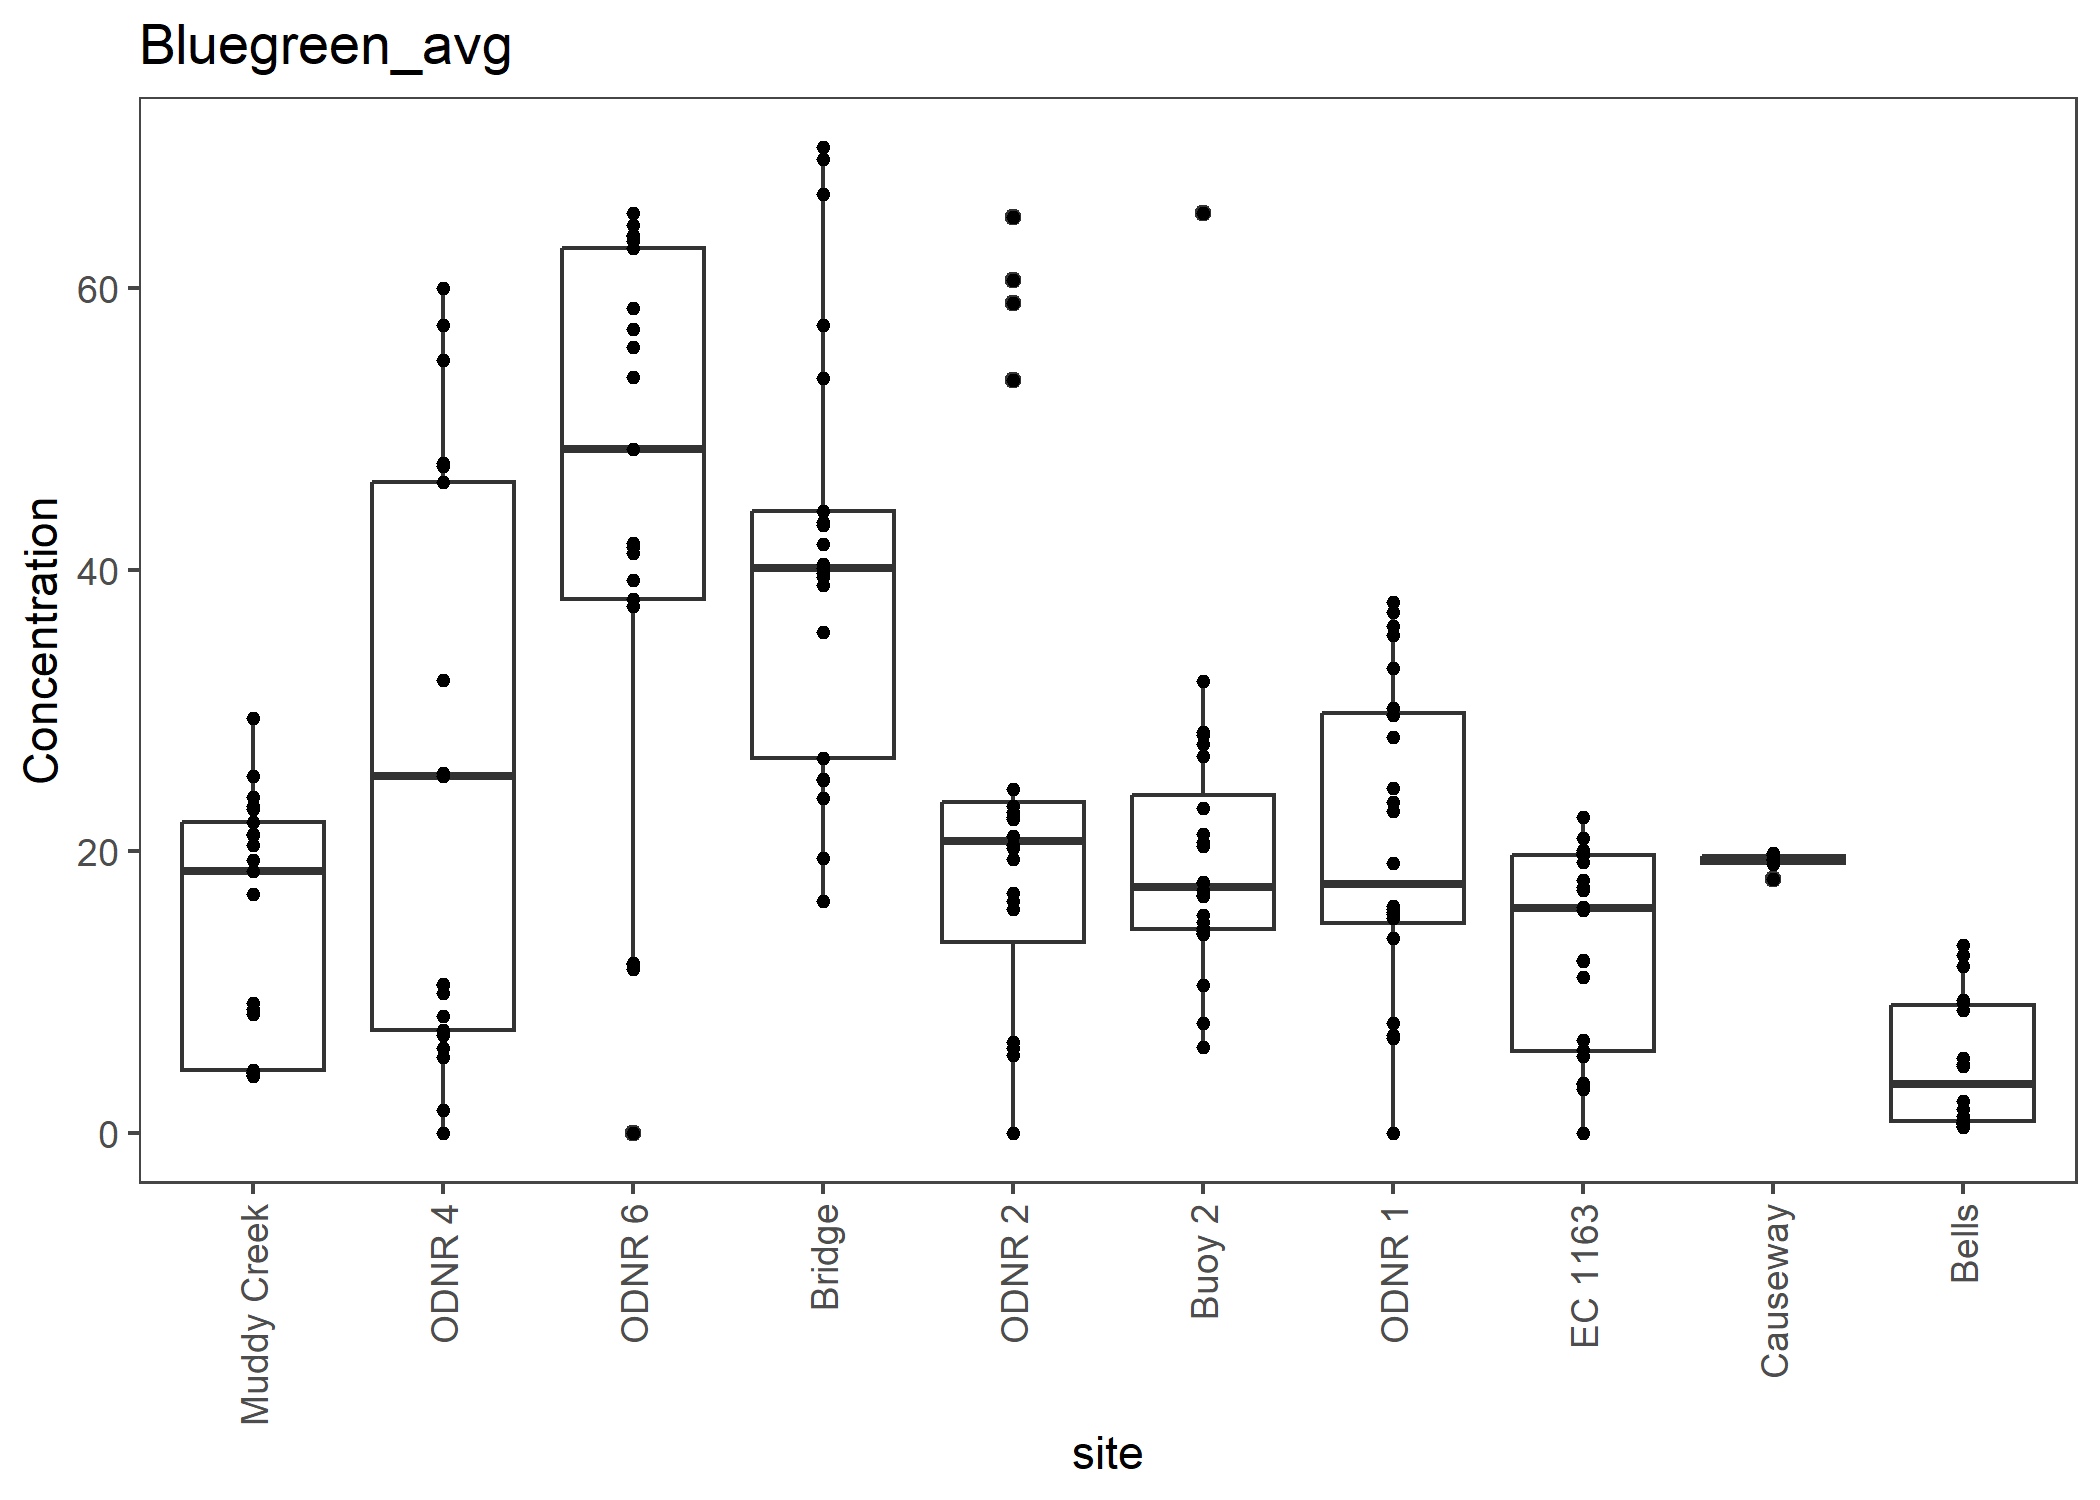 Bluegreen_avg
Concentration
60
40
20
0
Muddy Creek
ODNR 4
ODNR 6
Bridge
ODNR 2
Buoy 2
ODNR 1
EC 1163
Causeway
Bells
site